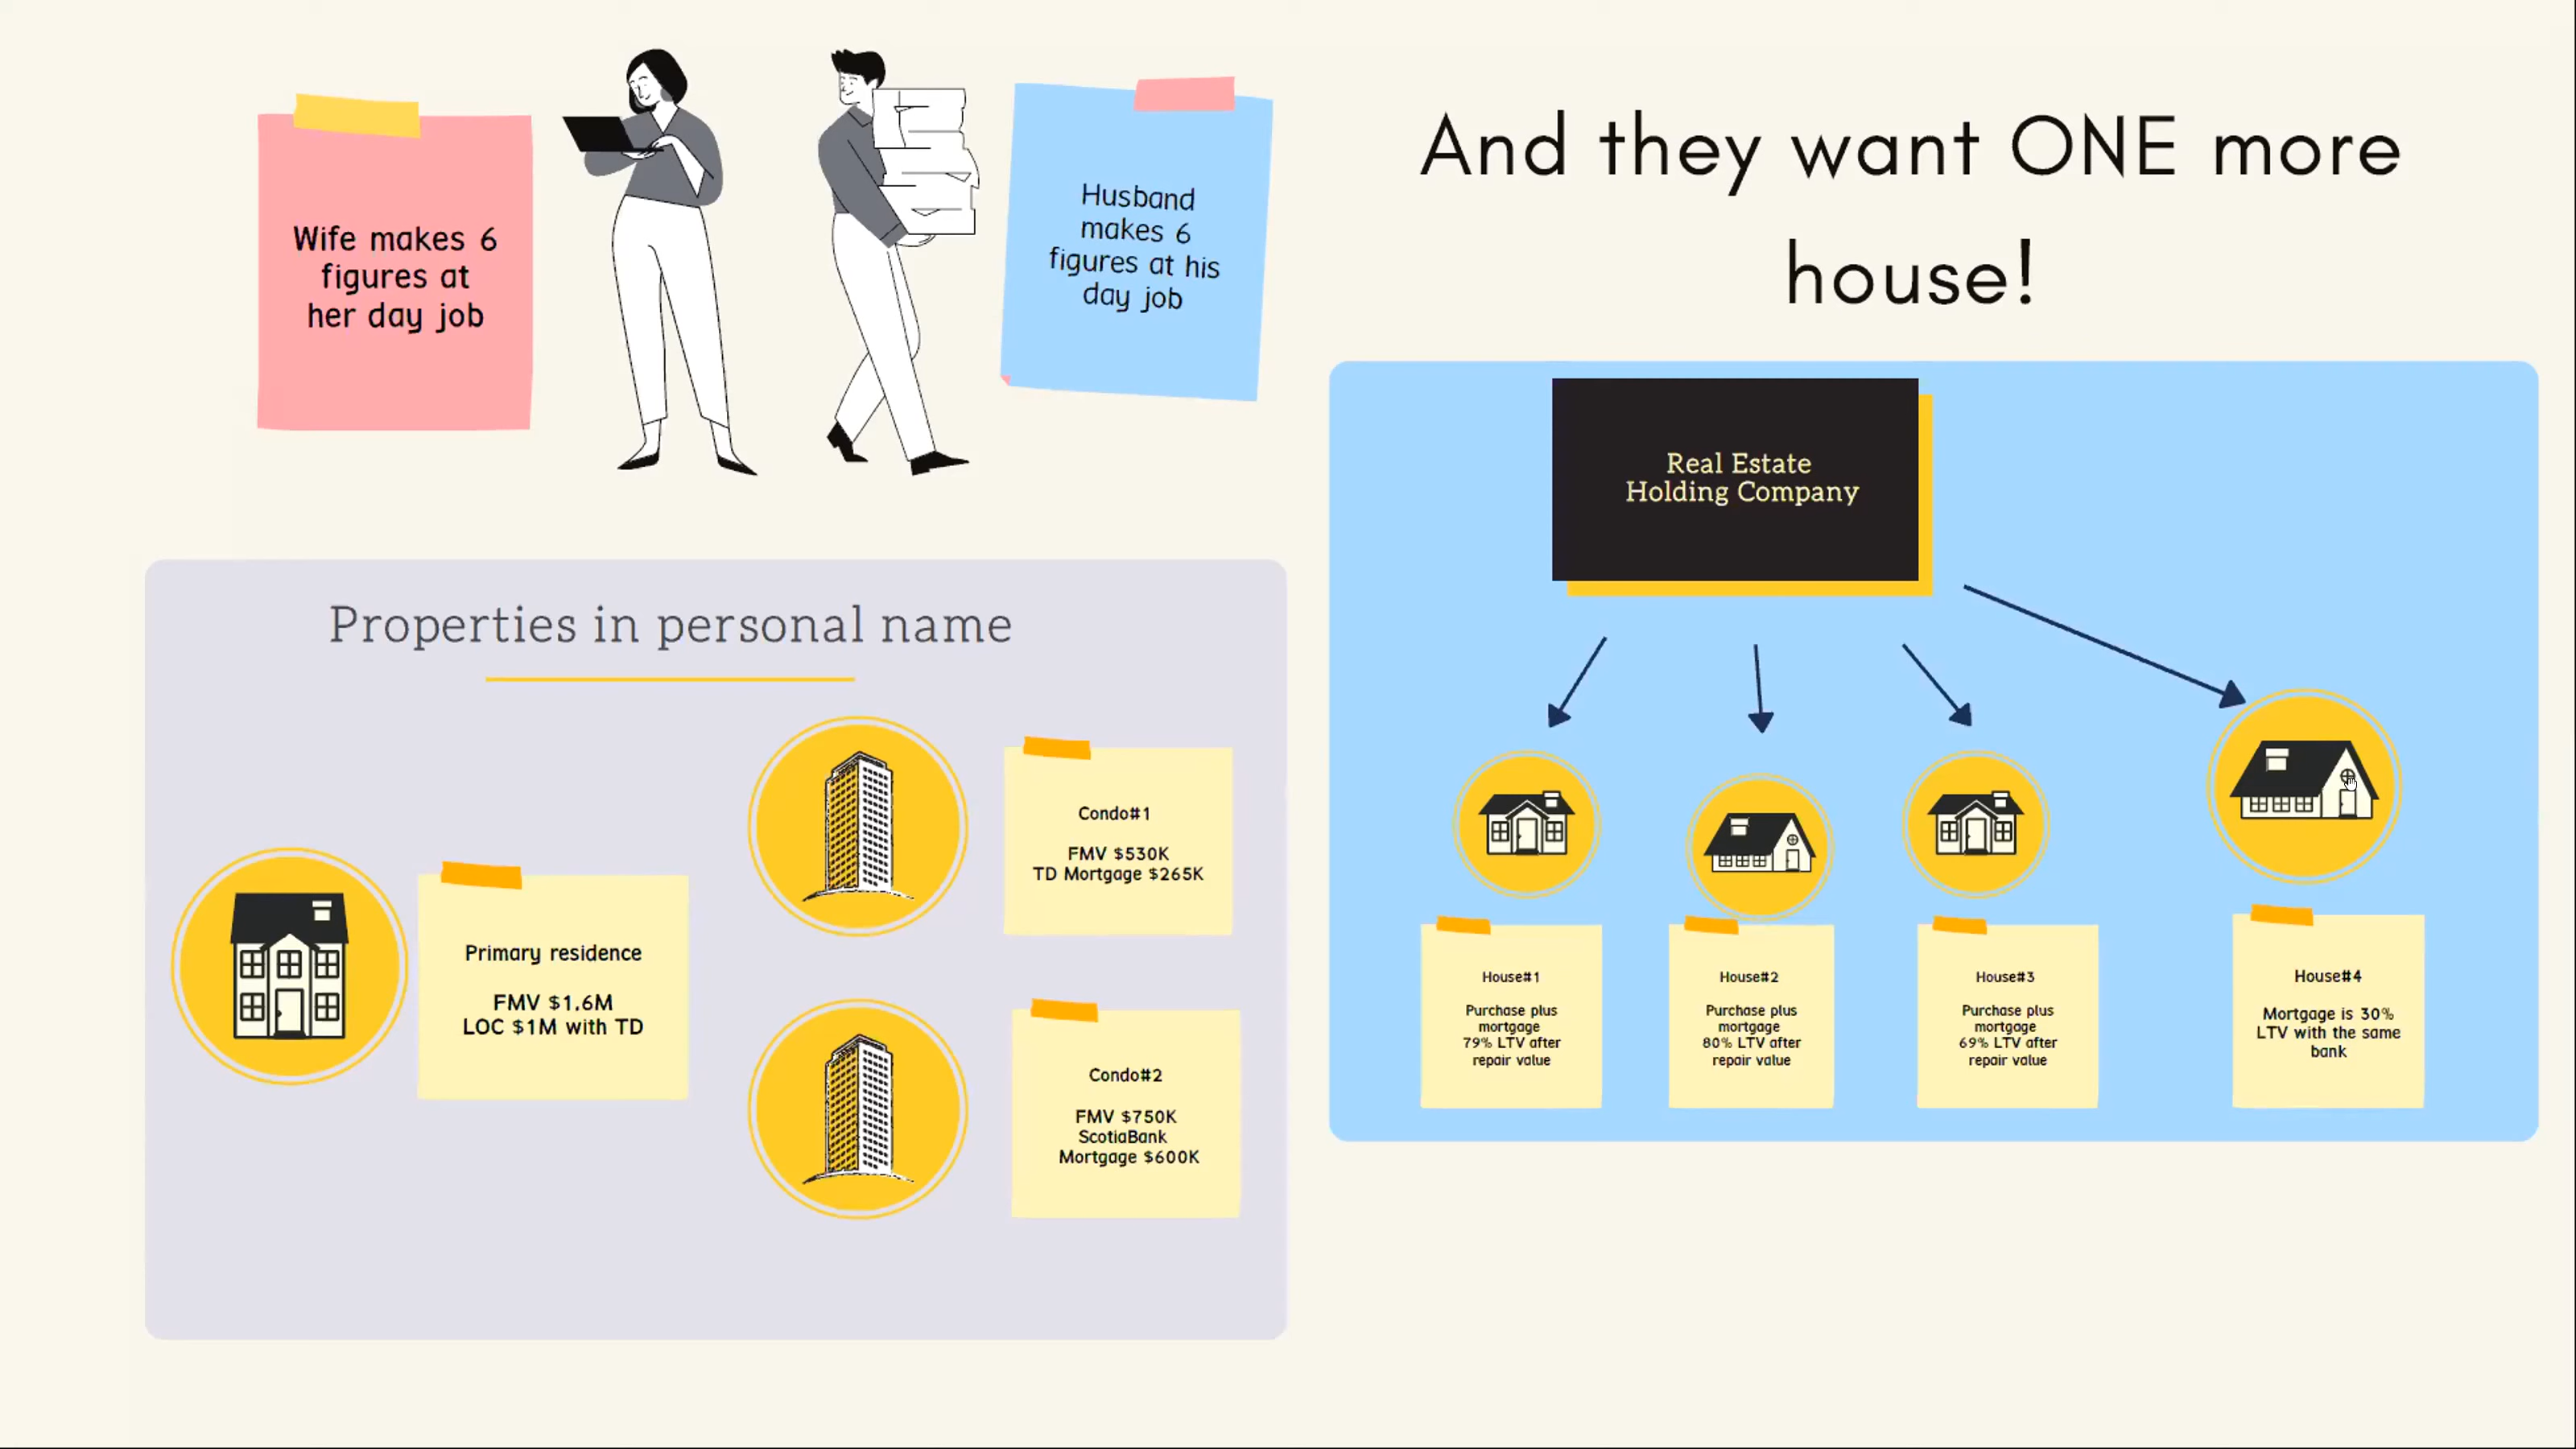 Wife makes 6
figures at
her day job
Husband
makes 6
figures at his
day job
And they want ONE more
house!
Real Estate
Holding Company
Properties in personal name
Primary residence
FMV $1.6M
LOC $1M with TD
Condo#1
FMV $530K
TD Mortgage $265K
Condo#2
FMV $750K
ScotiaBank
Mortgage $600K
House#1
Purchase plus
mortgage
79% LTV after
repair value
House#2
Purchase plus
mortgage
80% LTV after
repair value
House#3
Purchase plus
mortgage
69% LTV after
repair value
House#4
Mortgage is 30%
LTV with the same
bank